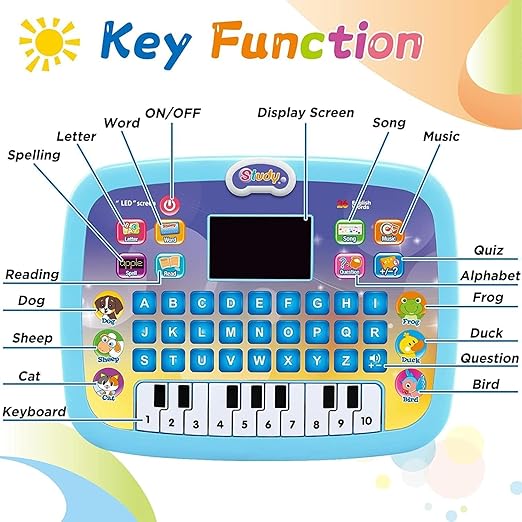 Key Function
ON/OFF
Word
Letter
Spelling
Display Screen
Song
Music
Study
"LED" screen
26 English Words
Letter
Word
Song
Music
apple
Spell
Read
Question
+-/--?
Quiz
Alphabet
Reading
Dog
Sheep
Cat
Keyboard
Frog
Duck
Question
Bird
Dog
A B C D E F G H I
Frog
Sheep
J K L M N O P Q R
Duck
Cat
S T U V W X Y Z
Bird
1 2 3 4 5 6 7 8 9 10